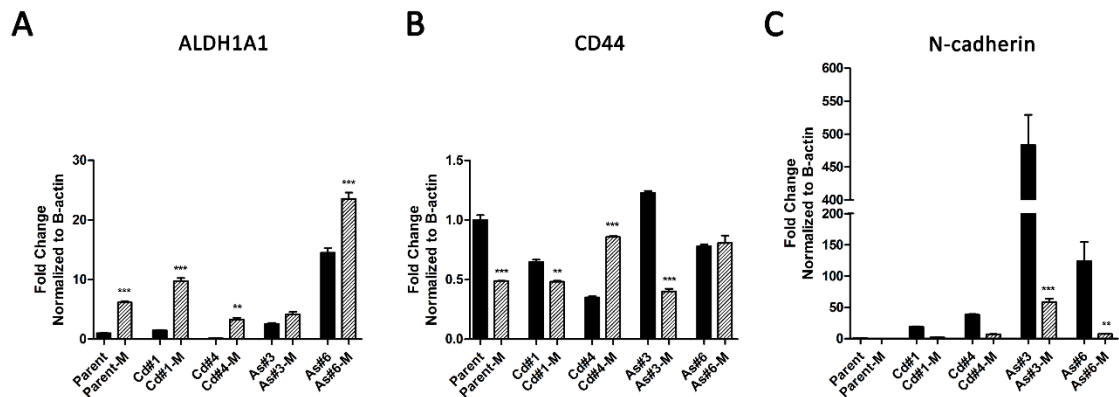 A
ALDH1A1
Fold Change
Normalized to B-actin
30
20
10
0
***
***
**
***
Parent
Parent-M
Cd#1
Cd#1-M
Cd#4
Cd#4-M
As#3
As#3-M
As#6
As#6-M
B
CD44
Fold Change
Normalized to B-actin
1.5
1.0
0.5
0.0
***
**
***
***
Parent
Parent-M
Cd#1
Cd#1-M
Cd#4
Cd#4-M
As#3
As#3-M
As#6
As#6-M
C
N-cadherin
Fold Change
Normalized to B-actin
600
550
500
450
400
200
150
100
50
0
***
**
Parent
Parent-M
Cd#1
Cd#1-M
Cd#4
Cd#4-M
As#3
As#3-M
As#6
As#6-M